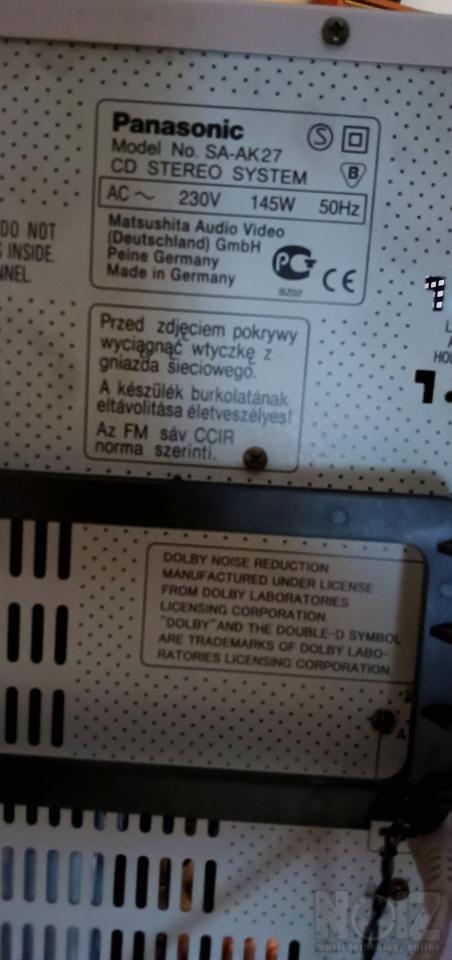 Panasonic
Model No. SA-AK27
CD STEREO SYSTEM
S
B
AC ~ 230V 145W 50Hz
Matsushita Audio Video
(Deutschland) GmbH
Peine Germany
Made in Germany
CE
DO NOT
INSIDE.
Przed zdjęciem pokrywy
wyciągnąć wtyczkę z
gniazda sieciowego.
A készülék burkolatának
eltávolitása életveszélyes!
Az FM sáv CCIR
norma szerinti.
DOLBY NOISE REDUCTION
MANUFACTURED UNDER LICENSE
FROM DOLBY LABORATORIES
LICENSING CORPORATION.
"DOLBY" AND THE DOUBLE-D SYMBOL
ARE TRADEMARKS OF DOLBY LABO-
RATORIES LICENSING CORPORATION.
A
NOIZ